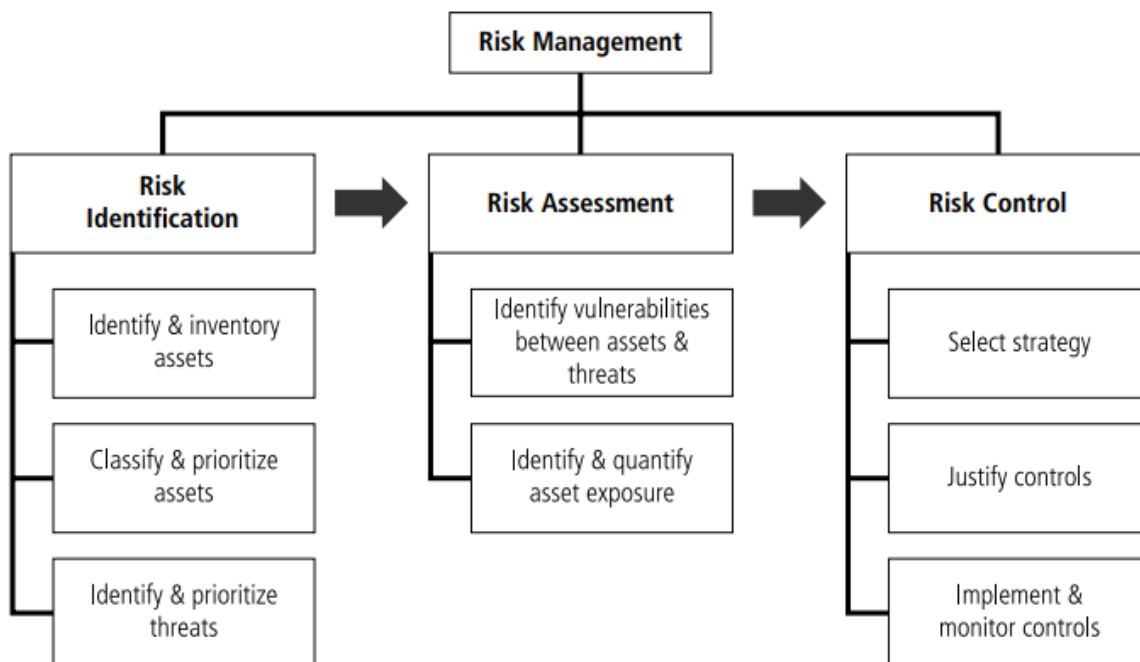 Risk Management
Risk
Identification
Identify & inventory
assets
Classify & prioritize
assets
Identify & prioritize
threats
Risk Assessment
Identify vulnerabilities
between assets &
threats
Identify & quantify
asset exposure
Risk Control
Select strategy
Justify controls
Implement &
monitor controls